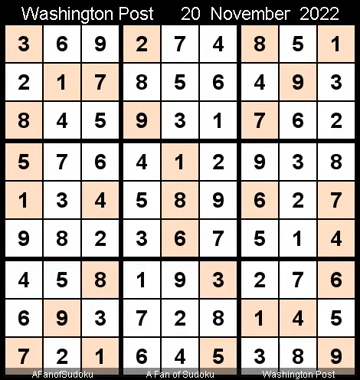 Washington Post 20 November 2022
3 6 9 2 7 4 8 5 1
2 1 7 8 5 6 4 9 3
8 4 5 9 3 1 7 6 2
5 7 6 4 1 2 9 3 8
1 3 4 5 8 9 6 2 7
9 8 2 3 6 7 5 1 4
4 5 8 1 9 3 2 7 6
6 9 3 7 2 8 1 4 5
7 2 1 6 4 5 3 8 9
AFanofSudoku A Fan of Sudoku Washington Post